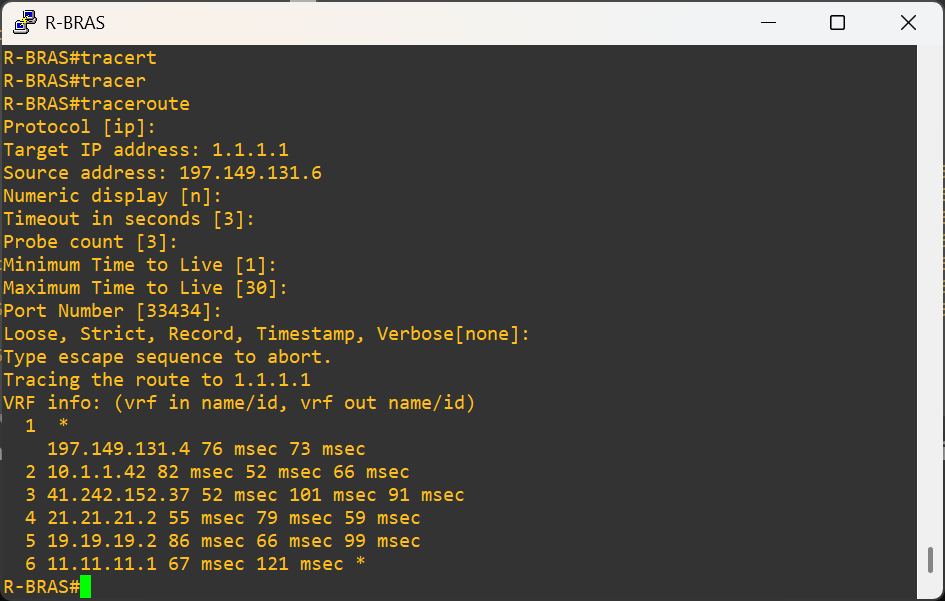 R-BRAS
R-BRAS#tracert
R-BRAS#tracer
R-BRAS#traceroute
Protocol [ip]:
Target IP address: 1.1.1.1
Source address: 197.149.131.6
Numeric display [n]:
Timeout in seconds [3]:
Probe count [3]:
Minimum Time to Live [1]:
Maximum Time to Live [30]:
Port Number [33434]:
Loose, Strict, Record, Timestamp, Verbose[none]:
Type escape sequence to abort.
Tracing the route to 1.1.1.1
VRF info: (vrf in name/id, vrf out name/id)
  1  *
    197.149.131.4 76 msec 73 msec
  2 10.1.1.42 82 msec 52 msec 66 msec
  3 41.242.152.37 52 msec 101 msec 91 msec
  4 21.21.21.2 55 msec 79 msec 59 msec
  5 19.19.19.2 86 msec 66 msec 99 msec
  6 11.11.11.1 67 msec 121 msec *
R-BRAS#